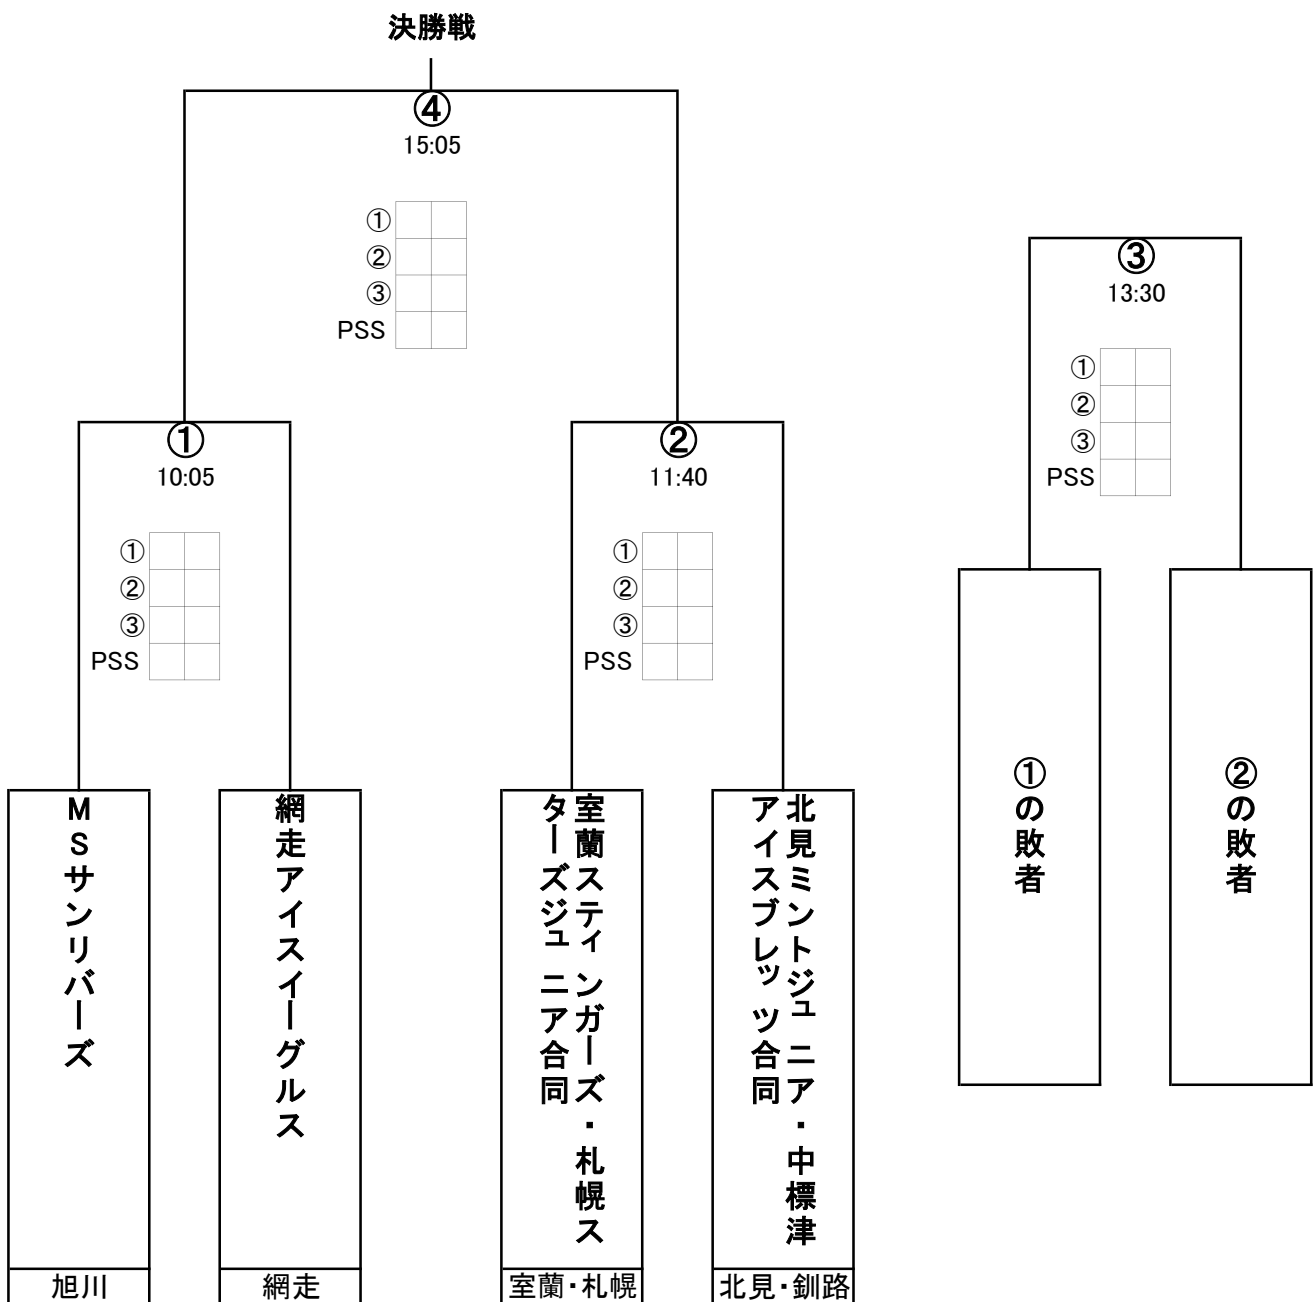 決勝戦
④
15:05
①
②
③
PSS
③
13:30
①
②
③
PSS
①
10:05
①
②
③
PSS
②
11:40
①
②
③
PSS
MSサンリバーズ
旭川
網走アイスイーグルス
網走
室蘭スティンガーズ・札幌ス
ターズジュニア合同
室蘭・札幌
北見ミントジュニア・中標津
アイスブレッツ合同
北見・釧路
①の敗者
②の敗者